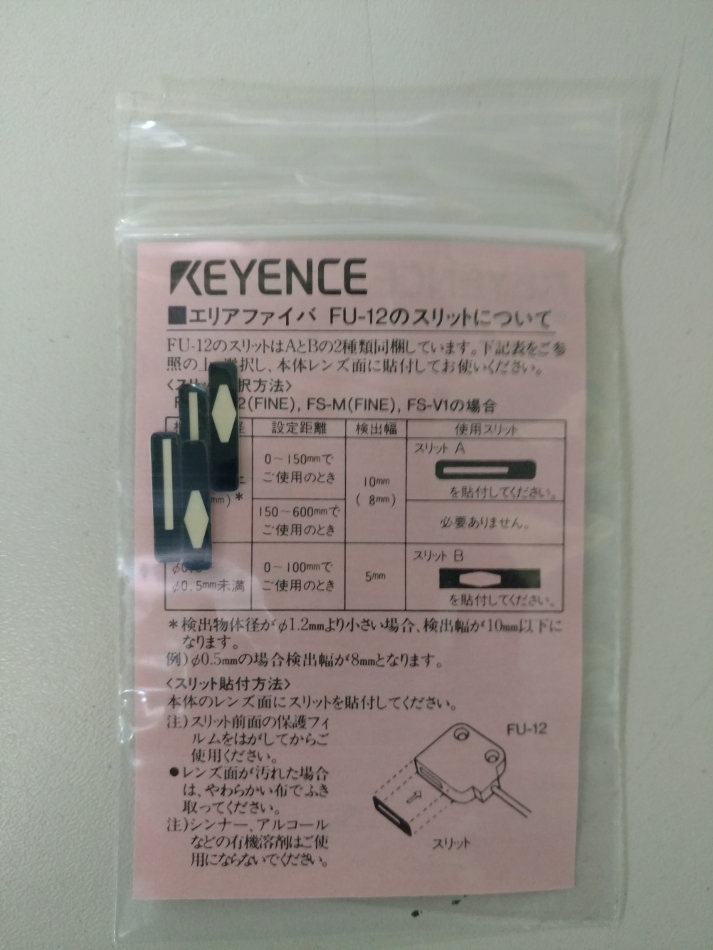 KEYENCE
■エリアファイバ FU-12のスリットについて
FU-12のスリットはAとBの2種類同梱しています。下記表をご参
照の上 選択し、本体レンズ面に貼付してお使いください。
択方法〉
2(FINE), FS-M(FINE), FS-V1の場合
設定距離 検出幅 使用スリット
0~150mmで
ご使用のとき
10mm
( 8mm)
スリット A
を貼付してください。
mm) *
150~600mmで
ご使用のとき
必要ありません。
φ0.5mm未満
0~100mmで
ご使用のとき
5mm
スリット B
を貼付してください。
*検出物体径がφ1.2mmより小さい場合、検出幅が10mm以下に
なります。
例)φ0.5mmの場合検出幅が8mmとなります。
〈スリット貼付方法〉
本体のレンズ面にスリットを貼付してください。
注)スリット前面の保護フィ
ルムをはがしてからご
使用ください。
●レンズ面が汚れた場合
は、やわらかい布でふき
取ってください。
注)シンナー、アルコール
などの有機溶剤はご使
用にならないでください。
FU-12
スリット